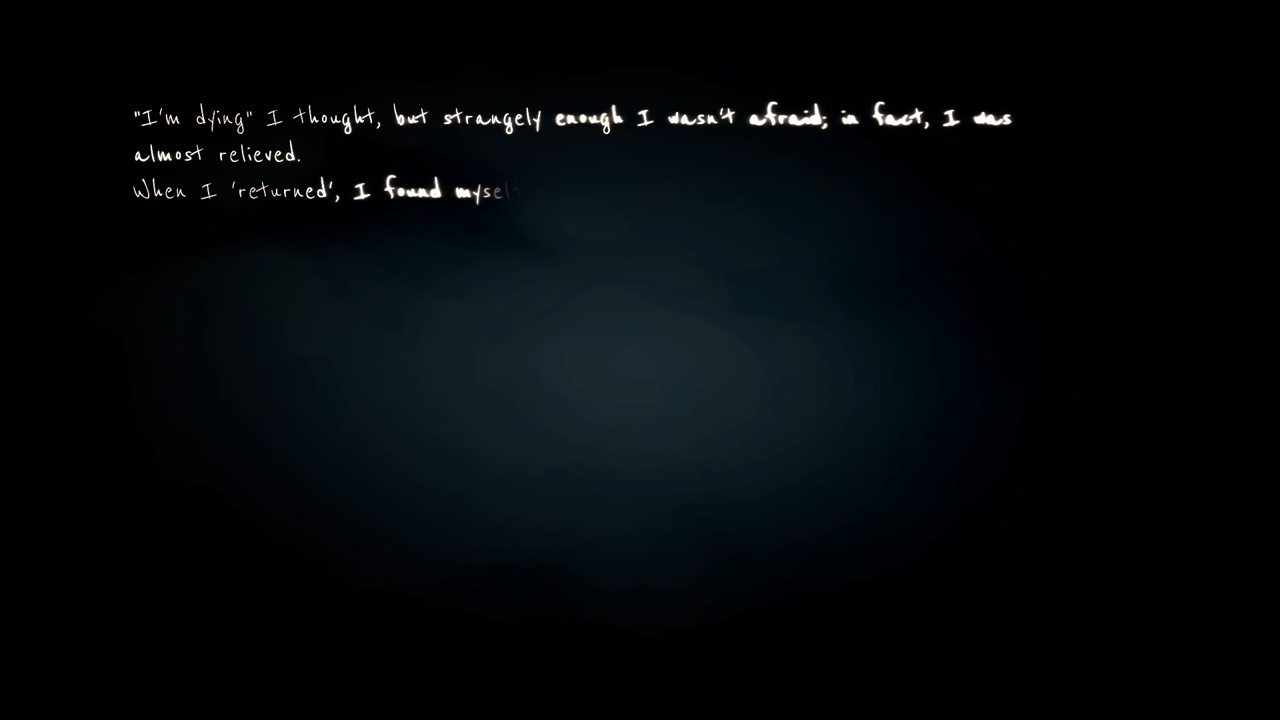 "I'm dying" I thought, but strangely enough I wasn't afraid; in fact, I was
almost relieved.
When I 'returned', I found mysel